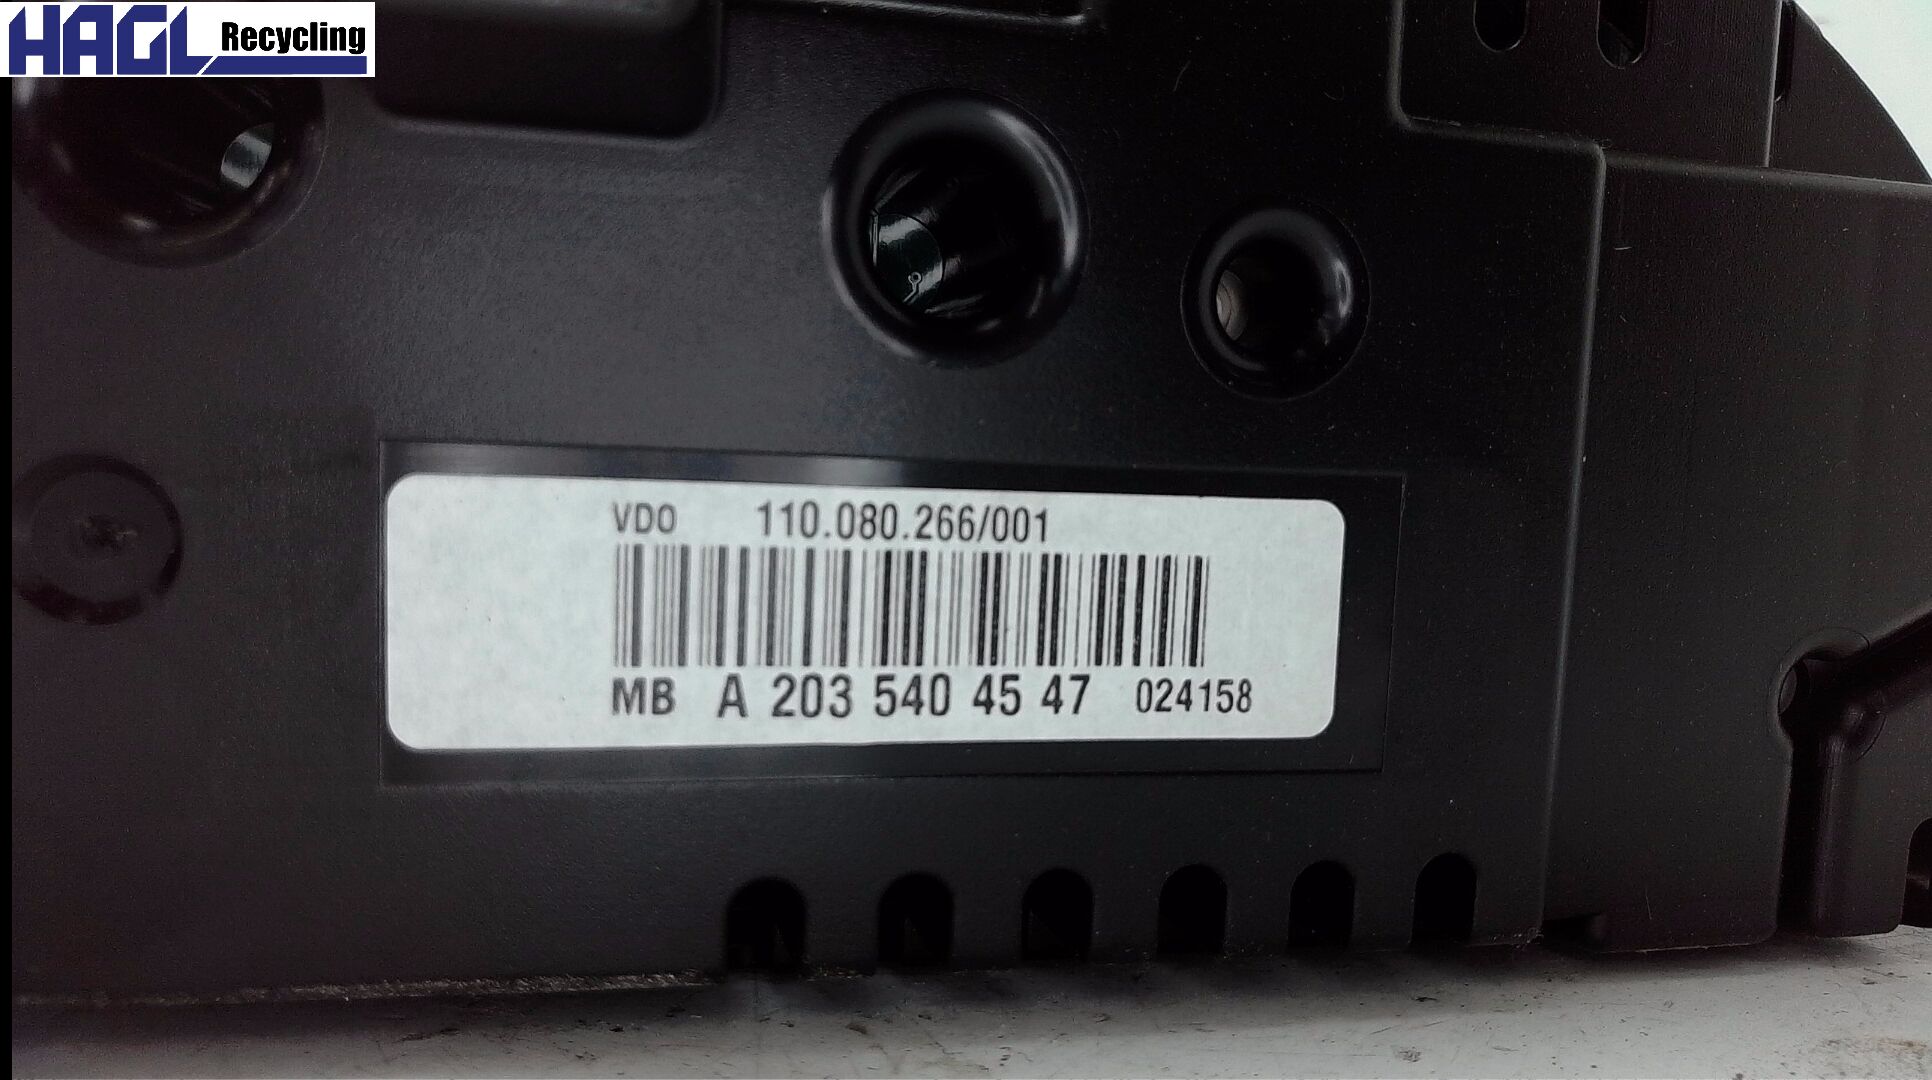 HAGL Recycling
VDO 110.080.266/001
MB A 203 540 45 47 024158